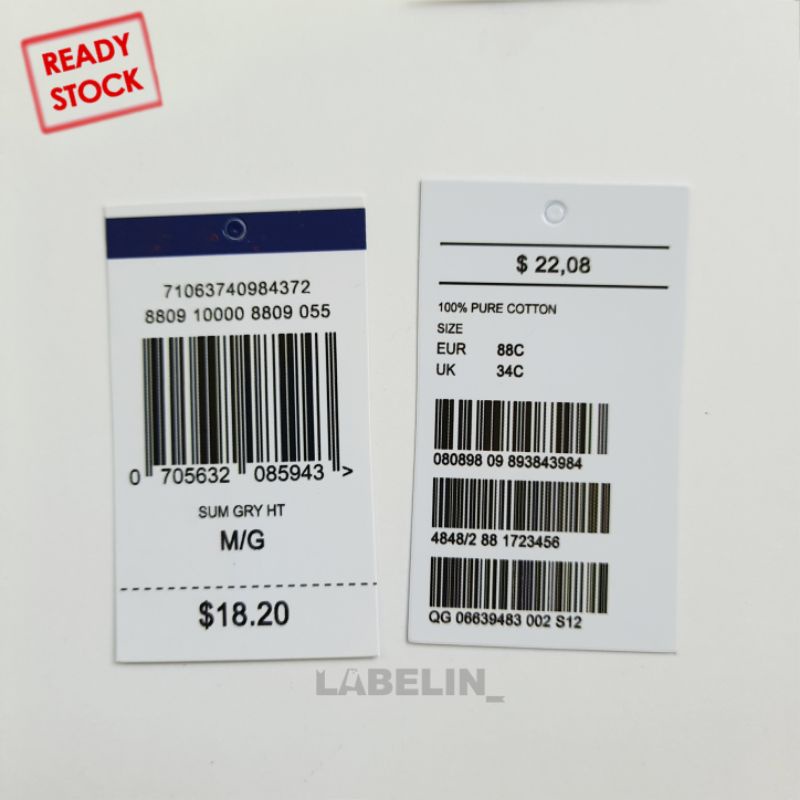 READY
STOCK
71063740984372
8809 10000 8809 055
0 705632 085943 >
SUM GRY HT
M/G
$18.20
$ 22,08
100% PURE COTTON
SIZE
EUR 88C
UK 34C
080898 09 893843984
4848/2 88 1723456
QG 06639483 002 S12
LABELIN_